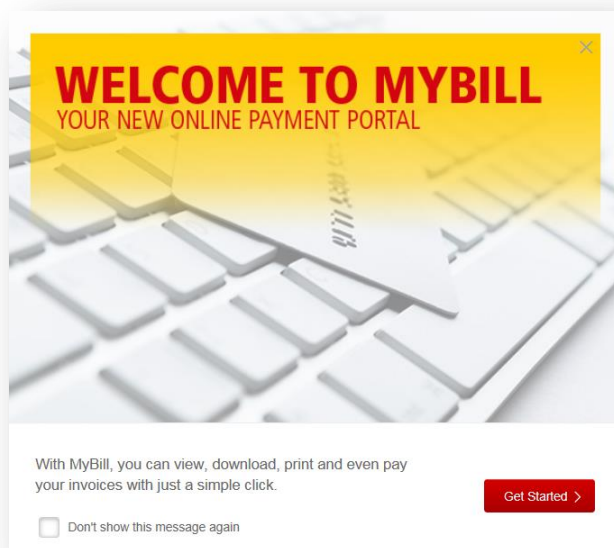 WELCOME TO MYBILL
YOUR NEW ONLINE PAYMENT PORTAL
With MyBill, you can view, download, print and even pay
your invoices with just a simple click.
Get Started >
Don't show this message again